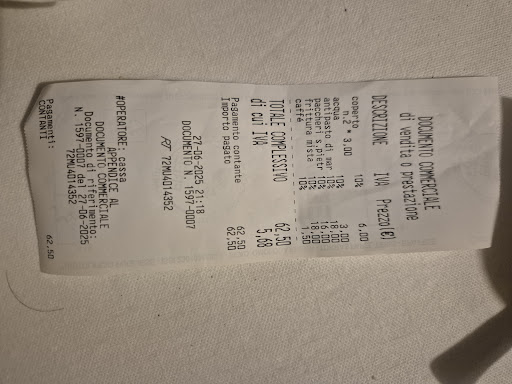 DOCUMENTO COMMERCIALE
di vendita o prestazione
DESCRIZIONE IVA Prezzo(€)
coperto 10% 6,00
n.2 * 3,00
acqua 10% 3,00
antipasto di mar 10% 18,00
paccheri s.pietr 10% 16,00
frittura mista 10% 18,00
caffè 10% 1,50
TOTALE COMPLESSIVO 62,50
di cui IVA 5,68
Pagamento contante 62,50
Importo pagato 62,50
27-06-2025 21:18
DOCUMENTO N. 1597-0007
72MU4014352
#OPERATORE: cassa
APPENDICE AL
DOCUMENTO COMMERCIALE
Documento di riferimento:
N. 1597-0007 del 27-06-2025
72MU4014352
Pagamenti:
CONTANTI 62,50